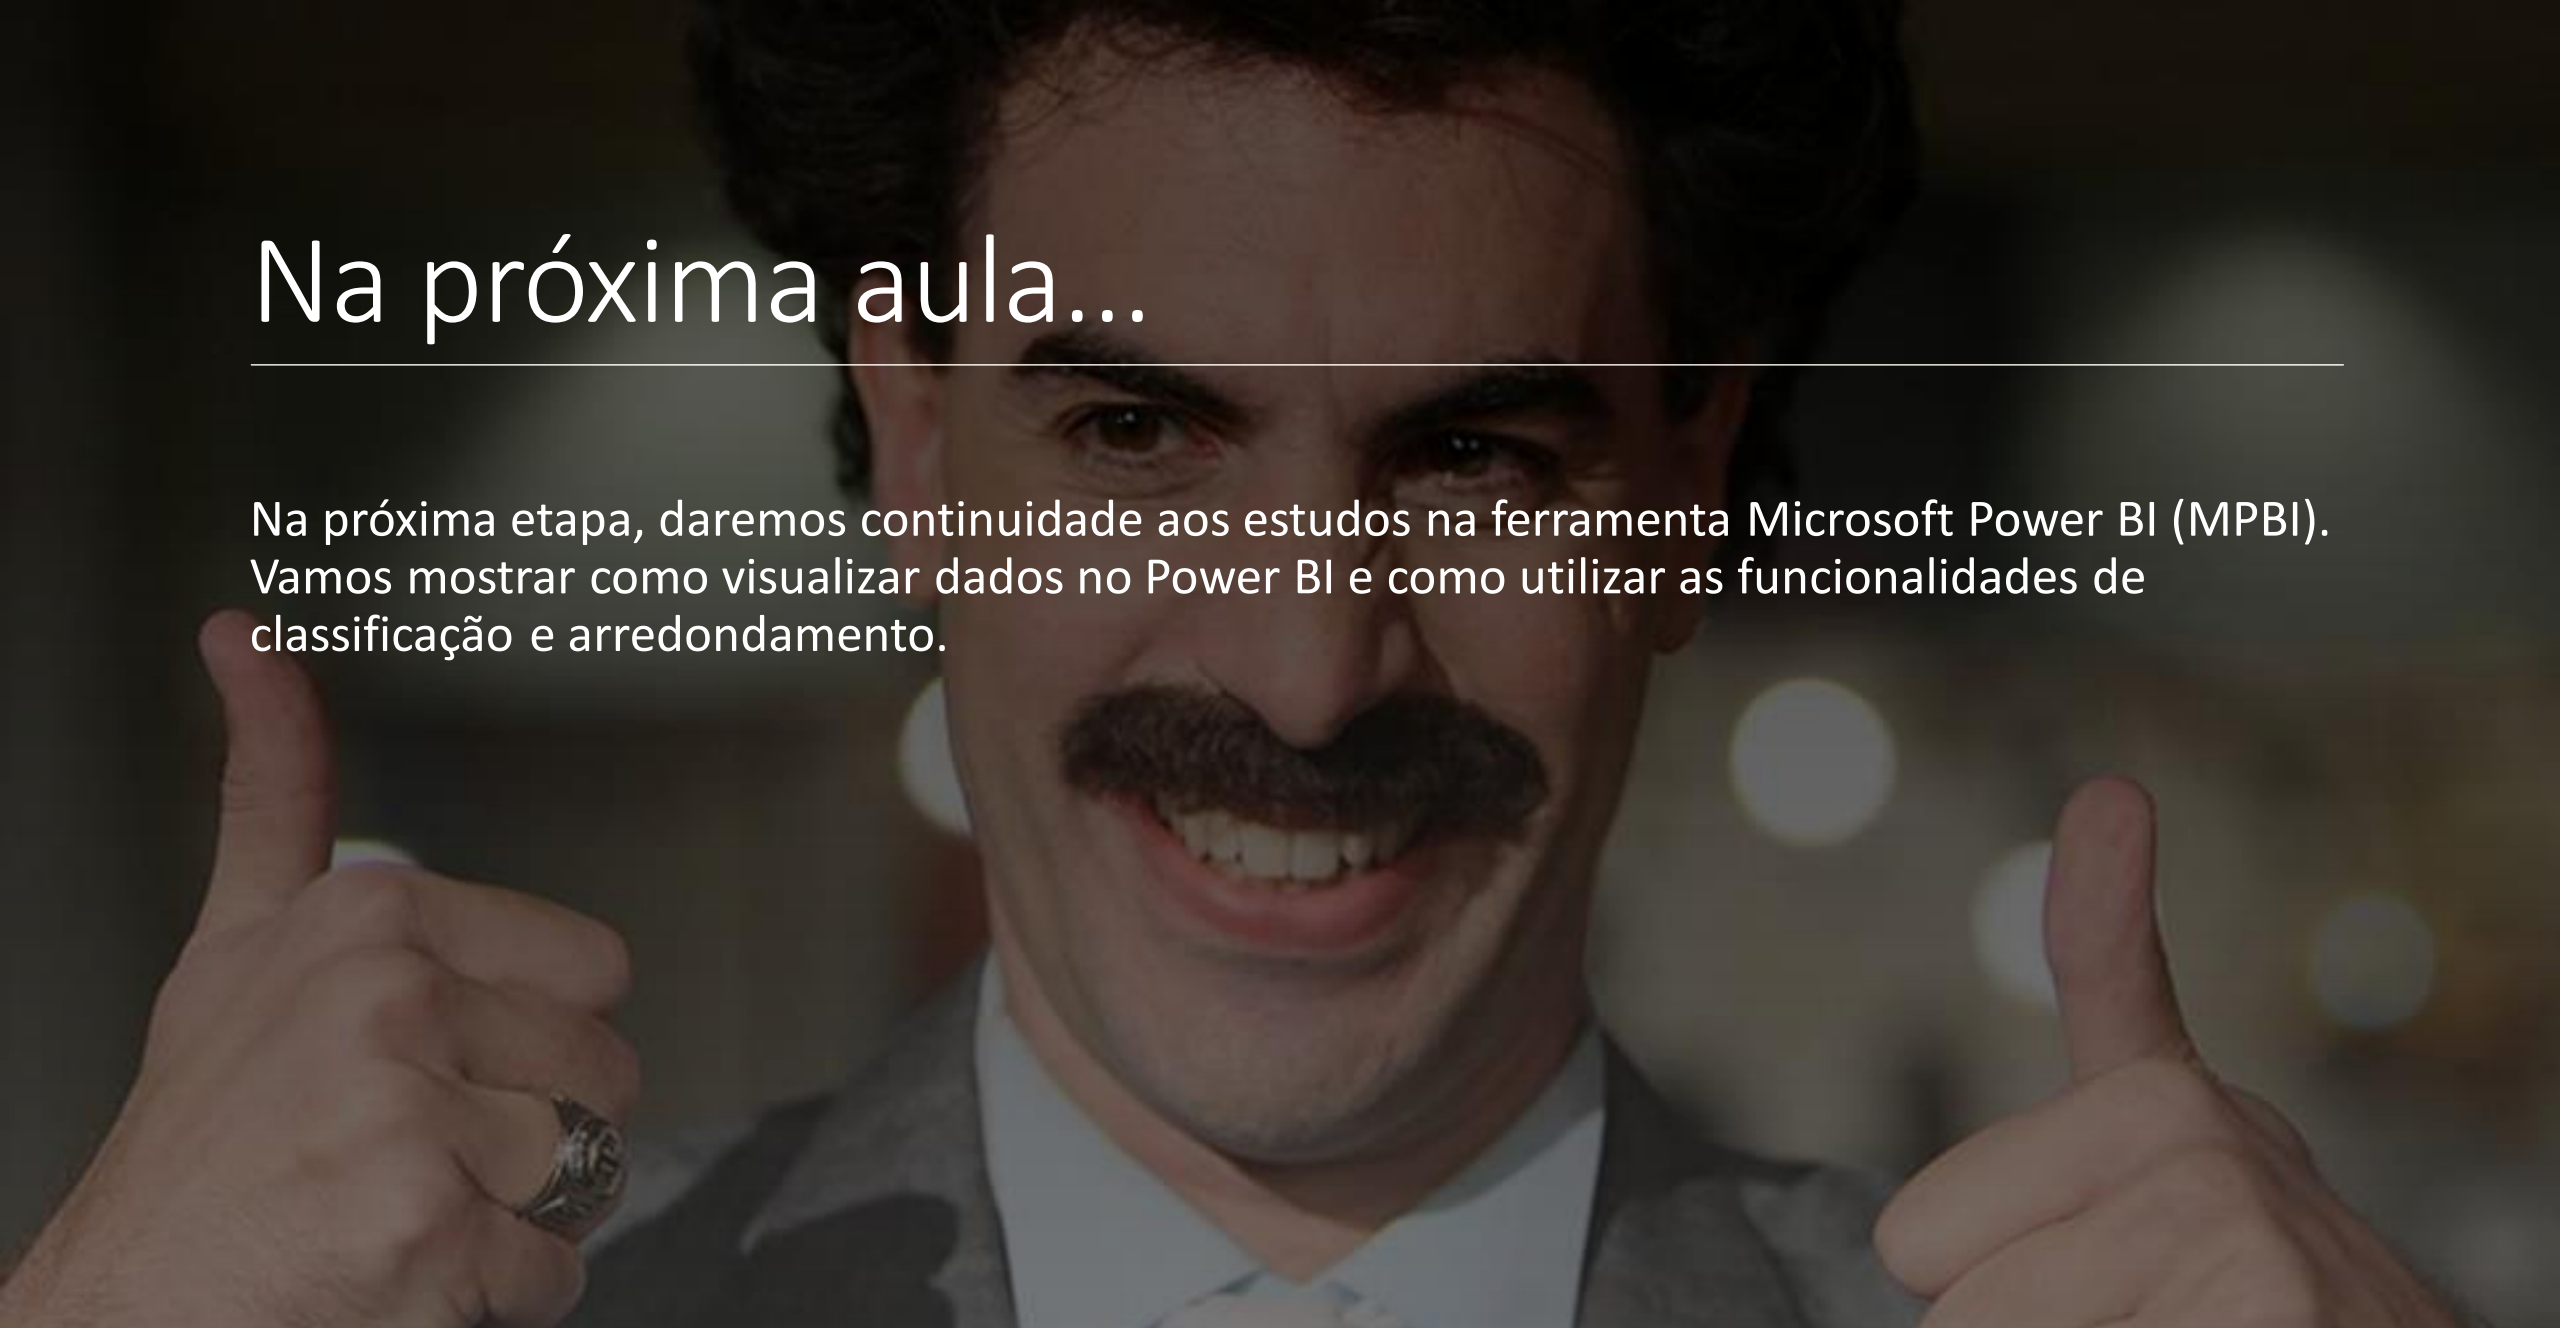 Na próxima aula...
Na próxima etapa, daremos continuidade aos estudos na ferramenta Microsoft Power BI (MPBI).
Vamos mostrar como visualizar dados no Power BI e como utilizar as funcionalidades de
classificação e arredondamento.